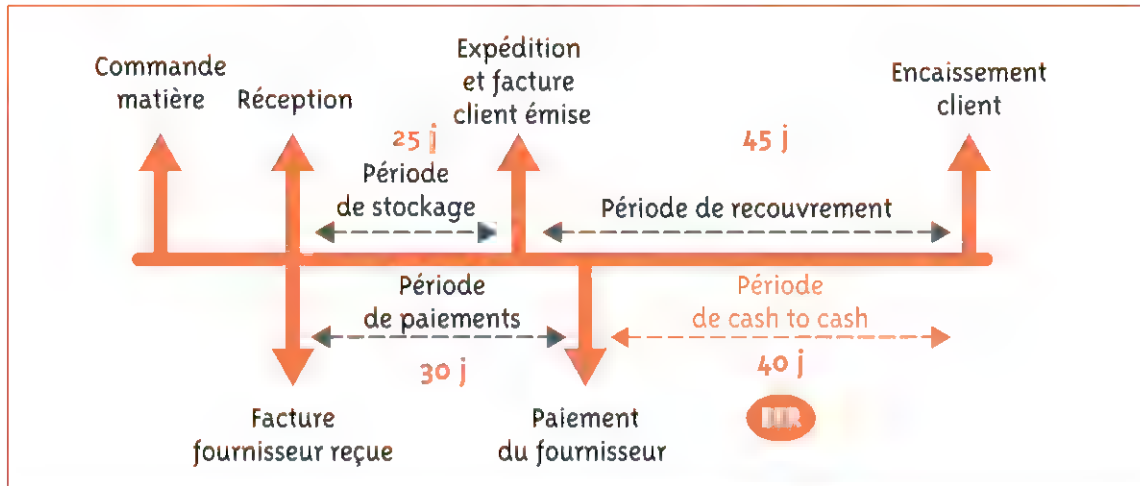 Commande
matière
Réception
Expédition
et facture
client émise
Encaissement
client
25 j
45 j
Période
de stockage
Période de recouvrement
Période
de paiements
Période
de cash to cash
30 j
40 j
Facture
fournisseur reçue
Paiement
du fournisseur